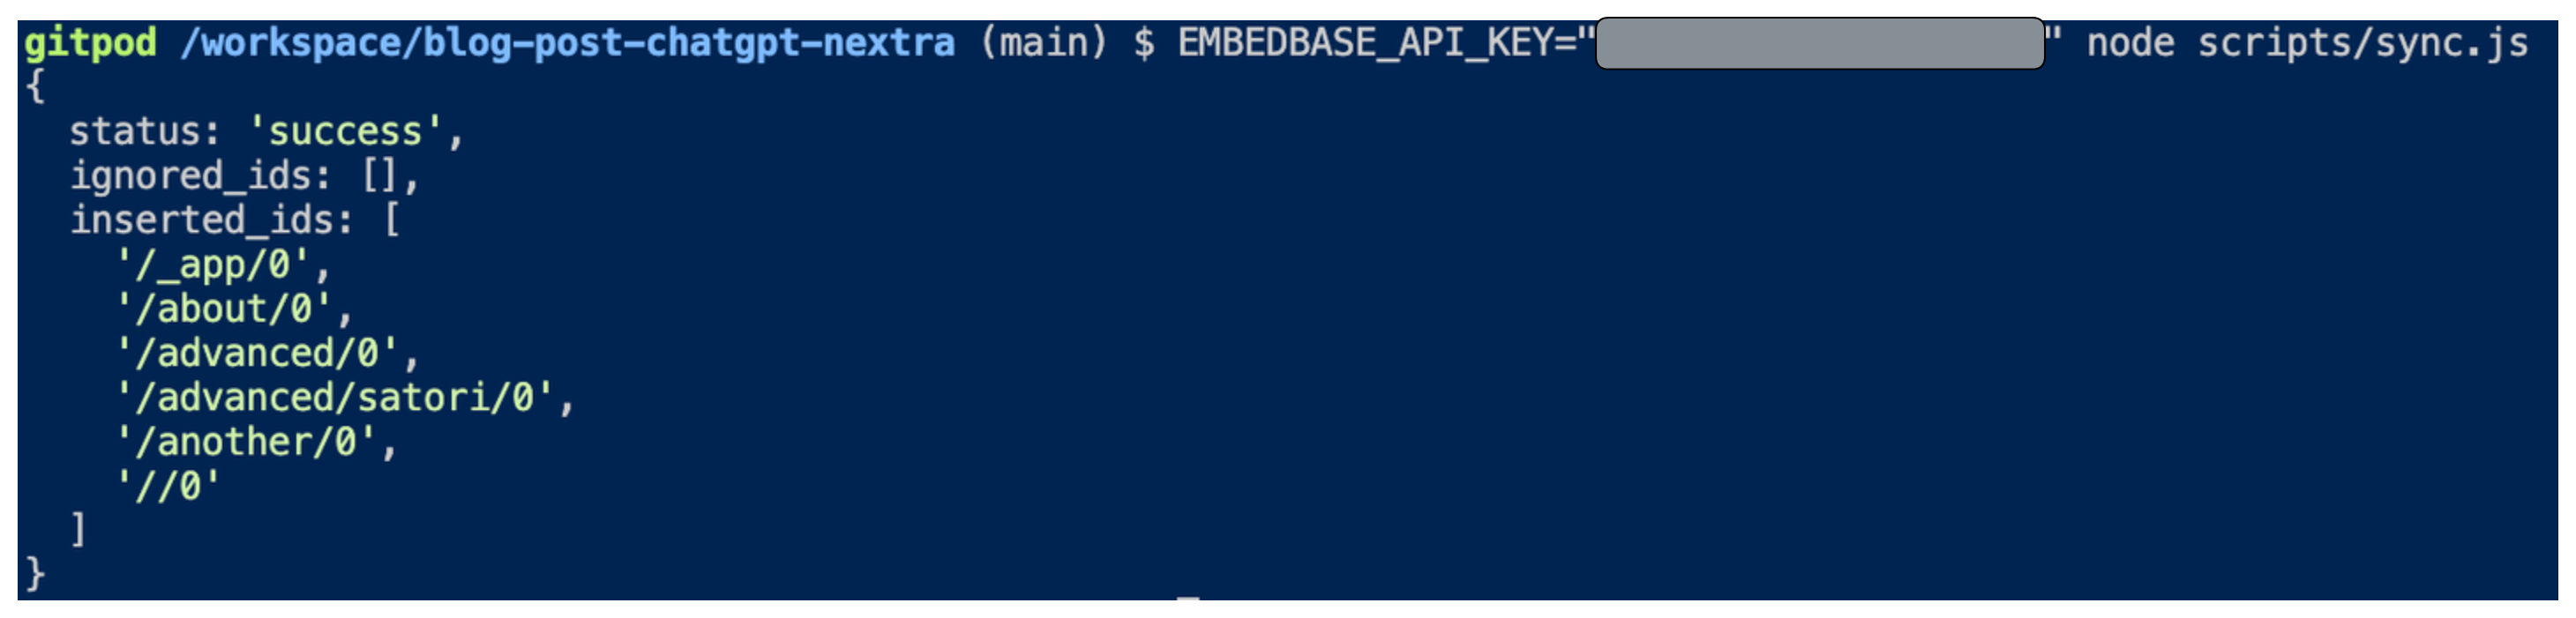 gitpod /workspace/blog-post-chatgpt-nextra (main) $ EMBEDBASE_API_KEY="" node scripts/sync.js
{
  status: 'success',
  ignored_ids: [],
  inserted_ids: [
    '/_app/0',
    '/about/0',
    '/advanced/0',
    '/advanced/satori/0',
    '/another/0',
    '//0'
  ]
}